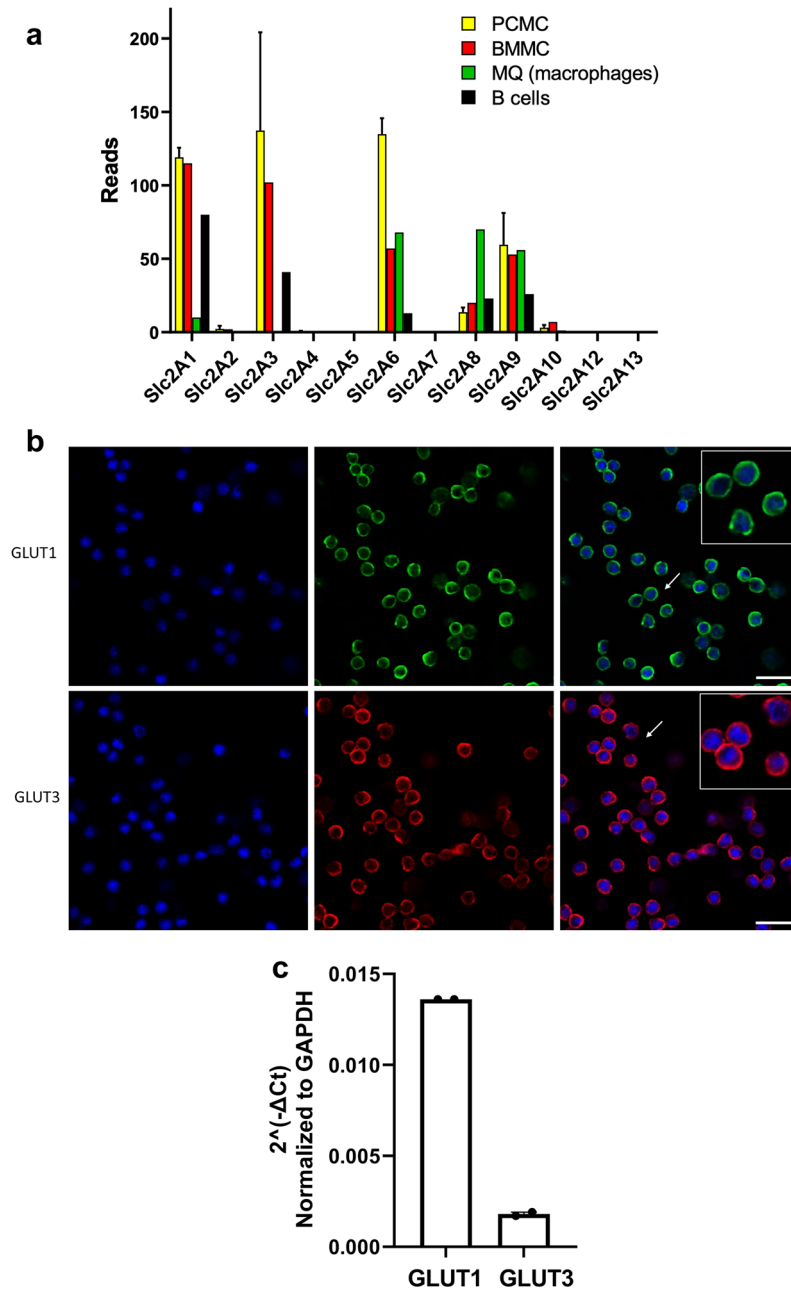 a
PCMC
BMMC
MQ (macrophages)
B cells
Reads
200
150
100
50
0
Slc2A1
Slc2A2
Slc2A3
Slc2A4
Slc2A5
Slc2A6
Slc2A7
Slc2A8
Slc2A9
Slc2A10
Slc2A12
Slc2A13
b
GLUT1
GLUT3
c
2^(-ΔCt)
Normalized to GAPDH
0.015
0.010
0.005
0.000
GLUT1 GLUT3